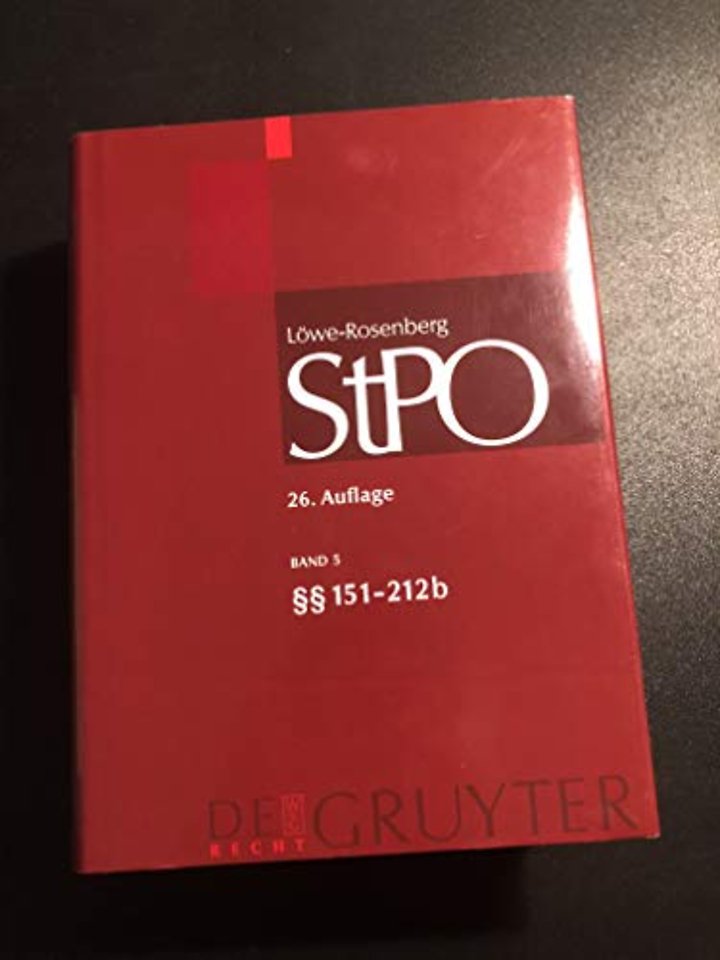 Löwe-Rosenberg
StPO
26. Auflage
BAND 5
§§ 151-212b
DE GRUYTER
RECHT